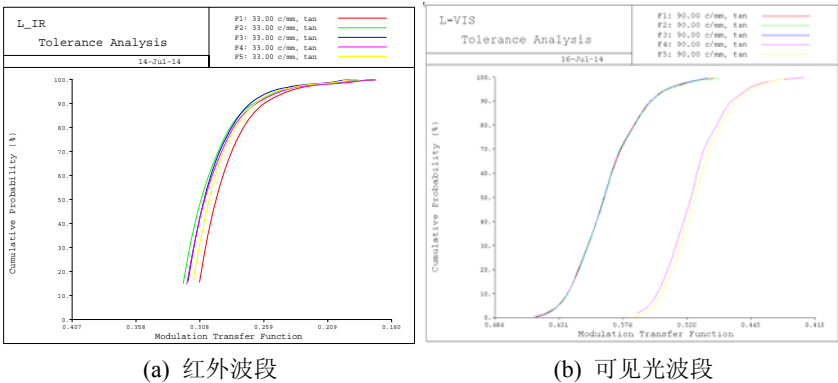 L_IR
Tolerance Analysis
14-Jul-14
F1: 33.00 c/mm, tan
F2: 33.00 c/mm, tan
F3: 33.00 c/mm, tan
F4: 33.00 c/mm, tan
F5: 33.00 c/mm, tan
Cumulative Probability (%)
100.
90.
80.
70.
60.
50.
40.
30.
20.
10.
0.407 0.358 0.308 0.259 0.209 0.160
Modulation Transfer Function
(a) 红外波段
L=VIS
Tolerance Analysis
16-Jul-14
F1: 90.00 c/mm, tan
F2: 90.00 c/mm, tan
F3: 90.00 c/mm, tan
F4: 90.00 c/mm, tan
F5: 90.00 c/mm, tan
Cumulative Probability (%)
100.
90.
80.
70.
60.
50.
40.
30.
20.
10.
0.
0.686 0.631 0.576 0.520 0.465 0.410
Modulation Transfer Function
(b) 可见光波段